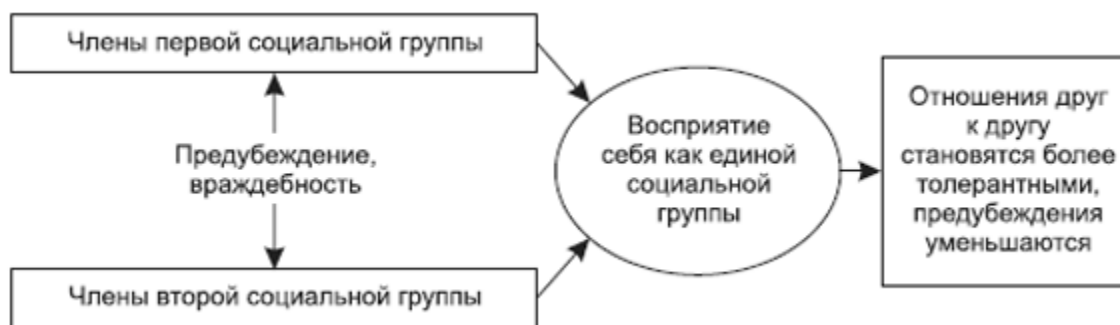 Члены первой социальной группы
Предубеждение,
враждебность
Члены второй социальной группы
Восприятие
себя как единой
социальной
группы
Отношения друг
к другу
становятся более
толерантными,
предубеждения
уменьшаются